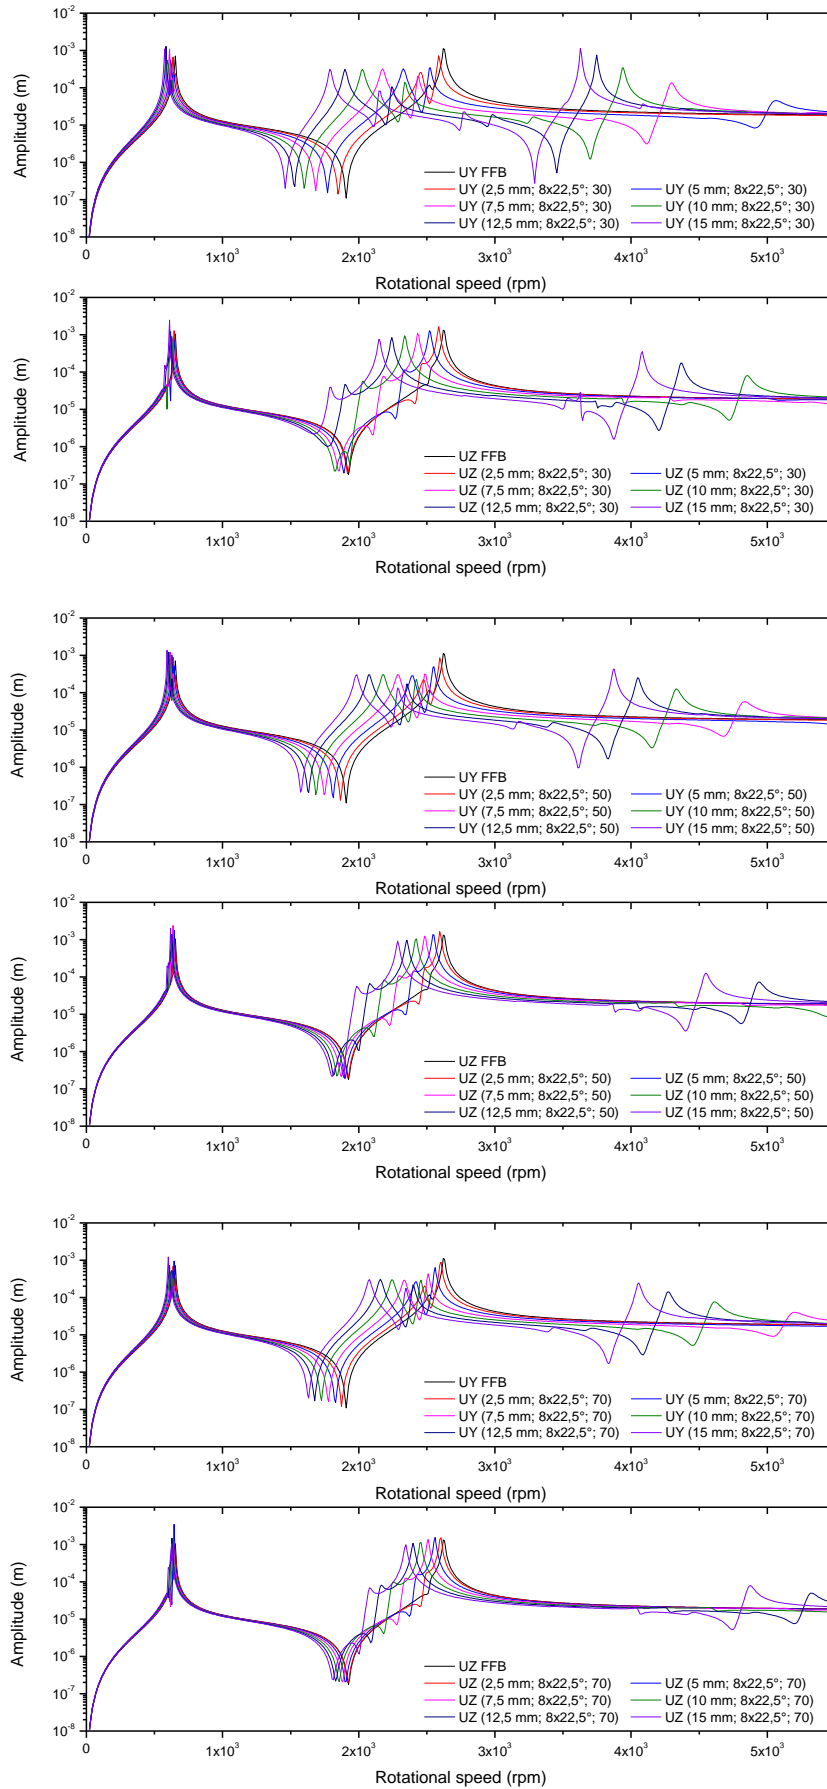 10⁻²
10⁻³
10⁻⁴
10⁻⁵
10⁻⁶
10⁻⁷
10⁻⁸
Amplitude (m)
UY FFB
UY (2,5 mm; 8x22,5°; 30) UY (5 mm; 8x22,5°; 30)
UY (7,5 mm; 8x22,5°; 30) UY (10 mm; 8x22,5°; 30)
UY (12,5 mm; 8x22,5°; 30) UY (15 mm; 8x22,5°; 30)
0 1x10³ 2x10³ 3x10³ 4x10³ 5x10³
Rotational speed (rpm)
10⁻²
10⁻³
10⁻⁴
10⁻⁵
10⁻⁶
10⁻⁷
10⁻⁸
Amplitude (m)
UZ FFB
UZ (2,5 mm; 8x22,5°; 30) UZ (5 mm; 8x22,5°; 30)
UZ (7,5 mm; 8x22,5°; 30) UZ (10 mm; 8x22,5°; 30)
UZ (12,5 mm; 8x22,5°; 30) UZ (15 mm; 8x22,5°; 30)
0 1x10³ 2x10³ 3x10³ 4x10³ 5x10³
Rotational speed (rpm)
10⁻²
10⁻³
10⁻⁴
10⁻⁵
10⁻⁶
10⁻⁷
10⁻⁸
Amplitude (m)
UY FFB
UY (2,5 mm; 8x22,5°; 50) UY (5 mm; 8x22,5°; 50)
UY (7,5 mm; 8x22,5°; 50) UY (10 mm; 8x22,5°; 50)
UY (12,5 mm; 8x22,5°; 50) UY (15 mm; 8x22,5°; 50)
0 1x10³ 2x10³ 3x10³ 4x10³ 5x10³
Rotational speed (rpm)
10⁻²
10⁻³
10⁻⁴
10⁻⁵
10⁻⁶
10⁻⁷
10⁻⁸
Amplitude (m)
UZ FFB
UZ (2,5 mm; 8x22,5°; 50) UZ (5 mm; 8x22,5°; 50)
UZ (7,5 mm; 8x22,5°; 50) UZ (10 mm; 8x22,5°; 50)
UZ (12,5 mm; 8x22,5°; 50) UZ (15 mm; 8x22,5°; 50)
0 1x10³ 2x10³ 3x10³ 4x10³ 5x10³
Rotational speed (rpm)
10⁻²
10⁻³
10⁻⁴
10⁻⁵
10⁻⁶
10⁻⁷
10⁻⁸
Amplitude (m)
UY FFB
UY (2,5 mm; 8x22,5°; 70) UY (5 mm; 8x22,5°; 70)
UY (7,5 mm; 8x22,5°; 70) UY (10 mm; 8x22,5°; 70)
UY (12,5 mm; 8x22,5°; 70) UY (15 mm; 8x22,5°; 70)
0 1x10³ 2x10³ 3x10³ 4x10³ 5x10³
Rotational speed (rpm)
10⁻²
10⁻³
10⁻⁴
10⁻⁵
10⁻⁶
10⁻⁷
10⁻⁸
Amplitude (m)
UZ FFB
UZ (2,5 mm; 8x22,5°; 70) UZ (5 mm; 8x22,5°; 70)
UZ (7,5 mm; 8x22,5°; 70) UZ (10 mm; 8x22,5°; 70)
UZ (12,5 mm; 8x22,5°; 70) UZ (15 mm; 8x22,5°; 70)
0 1x10³ 2x10³ 3x10³ 4x10³ 5x10³
Rotational speed (rpm)